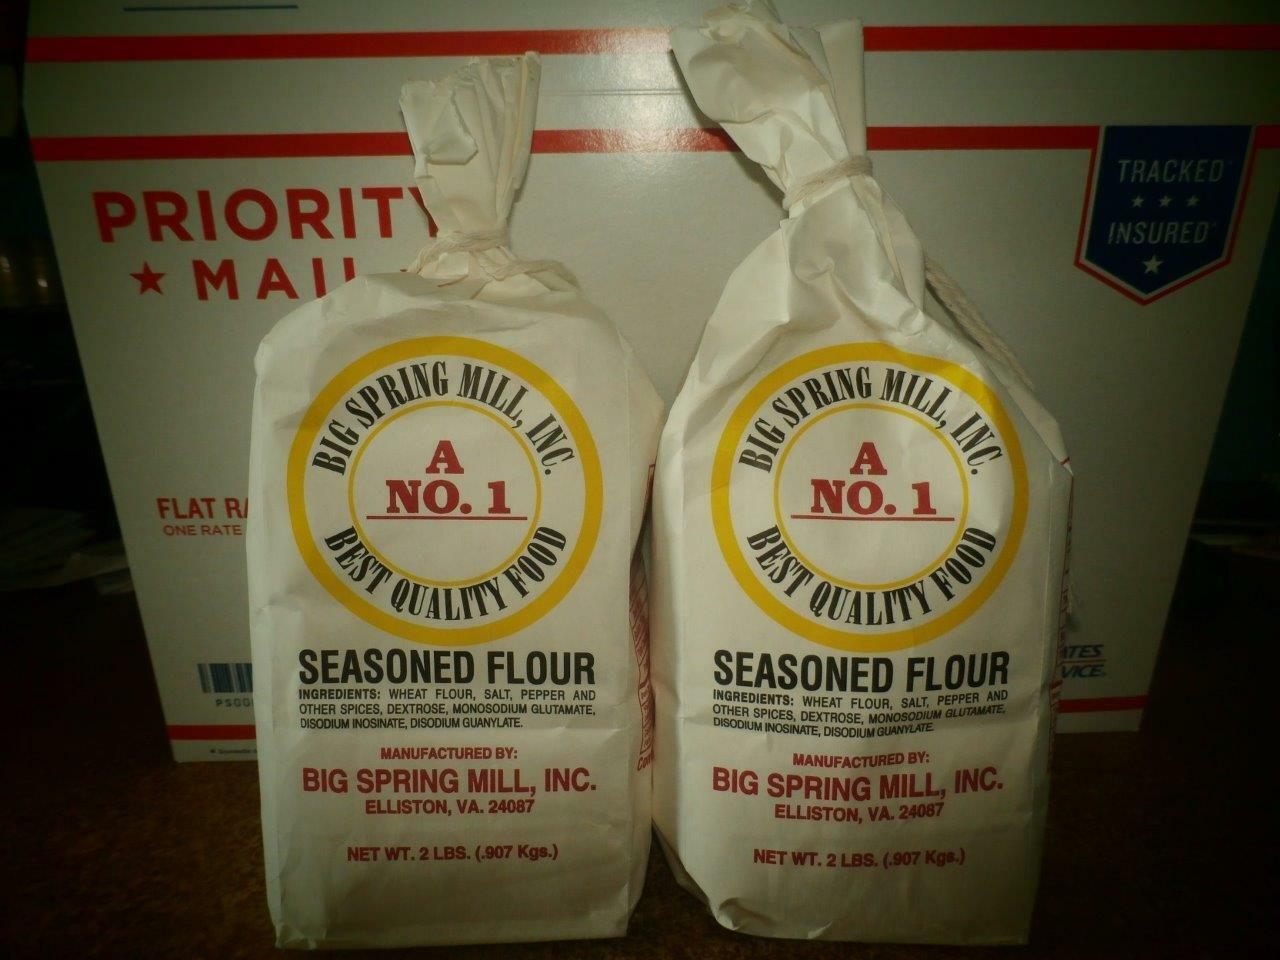 PRIORITY
★ MAIL
TRACKED
★ ★ ★
INSURED
★
FLAT RA
ONE RATE
BIG SPRING MILL, INC.
A
NO. 1
BEST QUALITY FOOD
SEASONED FLOUR
INGREDIENTS: WHEAT FLOUR, SALT, PEPPER AND
OTHER SPICES, DEXTROSE, MONOSODIUM GLUTAMATE,
DISODIUM INOSINATE, DISODIUM GUANYLATE.
MANUFACTURED BY:
BIG SPRING MILL, INC.
ELLISTON, VA. 24087
NET WT. 2 LBS. (.907 Kgs.)
BIG SPRING MILL, INC.
A
NO. 1
BEST QUALITY FOOD
SEASONED FLOUR
INGREDIENTS: WHEAT FLOUR, SALT, PEPPER AND
OTHER SPICES, DEXTROSE, MONOSODIUM GLUTAMATE,
DISODIUM INOSINATE, DISODIUM GUANYLATE.
MANUFACTURED BY:
BIG SPRING MILL, INC.
ELLISTON, VA. 24087
NET WT. 2 LBS. (.907 Kgs.)
ATES
VICE.